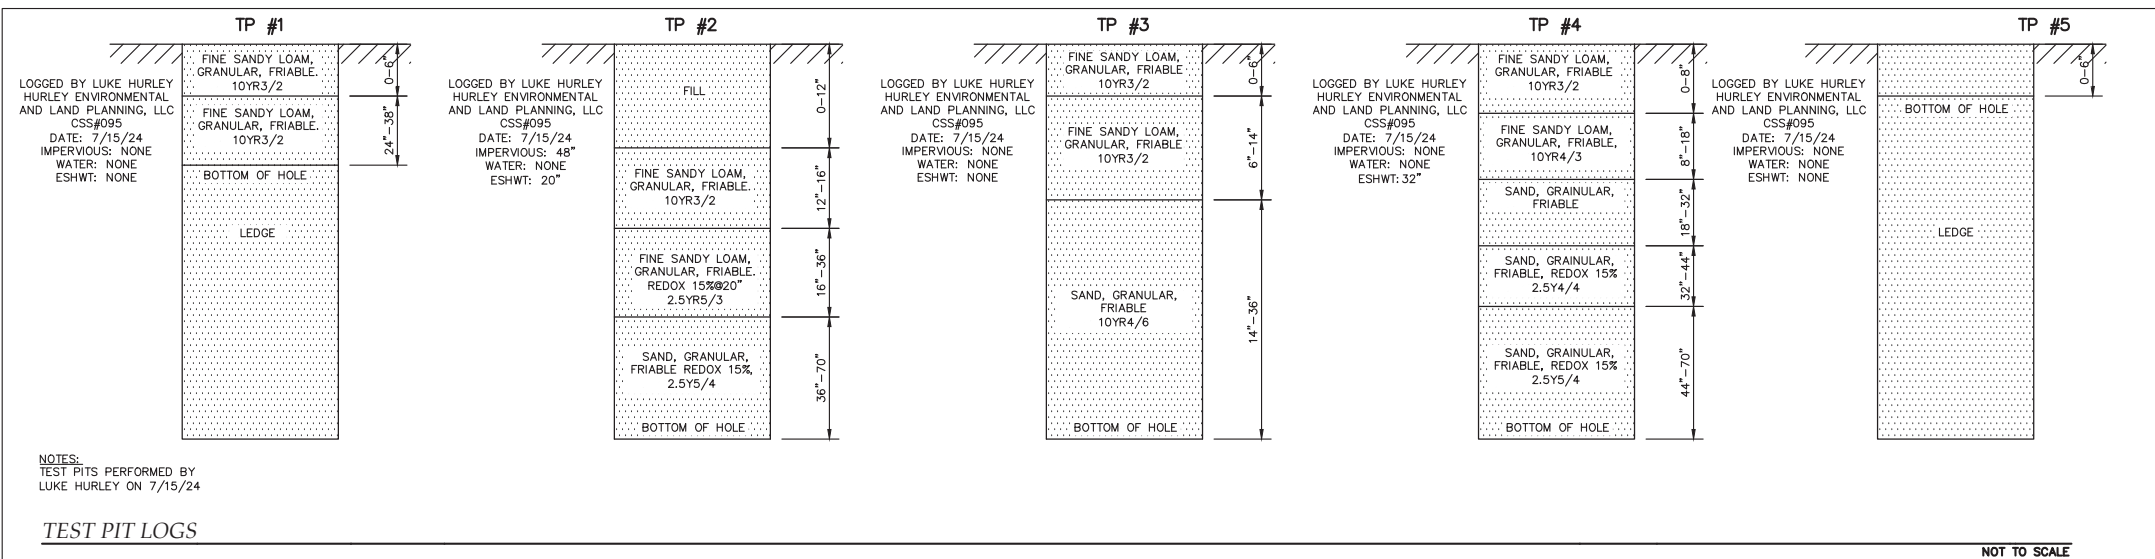 TP #1
FINE SANDY LOAM,
GRANULAR, FRIABLE.
10YR3/2
0-6"
LOGGED BY LUKE HURLEY
HURLEY ENVIRONMENTAL
AND LAND PLANNING, LLC
CSS#095
DATE: 7/15/24
IMPERVIOUS: NONE
WATER: NONE
ESHWT: NONE
FINE SANDY LOAM,
GRANULAR, FRIABLE.
10YR3/2
24"-38"
BOTTOM OF HOLE
LEDGE
TP #2
LOGGED BY LUKE HURLEY
HURLEY ENVIRONMENTAL
AND LAND PLANNING, LLC
CSS#095
DATE: 7/15/24
IMPERVIOUS: 48"
WATER: NONE
ESHWT: 20"
FILL
0-12"
FINE SANDY LOAM,
GRANULAR, FRIABLE.
10YR3/2
12"-16"
FINE SANDY LOAM,
GRANULAR, FRIABLE.
REDOX 15%@20"
2.5YR5/3
16"-36"
SAND, GRANULAR,
FRIABLE REDOX 15%,
2.5Y5/4
36"-70"
BOTTOM OF HOLE
TP #3
LOGGED BY LUKE HURLEY
HURLEY ENVIRONMENTAL
AND LAND PLANNING, LLC
CSS#095
DATE: 7/15/24
IMPERVIOUS: NONE
WATER: NONE
ESHWT: NONE
FINE SANDY LOAM,
GRANULAR, FRIABLE
10YR3/2
0-6"
FINE SANDY LOAM,
GRANULAR, FRIABLE
10YR3/2
6"-14"
SAND, GRANULAR,
FRIABLE
10YR4/6
14"-36"
BOTTOM OF HOLE
TP #4
LOGGED BY LUKE HURLEY
HURLEY ENVIRONMENTAL
AND LAND PLANNING, LLC
CSS#095
DATE: 7/15/24
IMPERVIOUS: NONE
WATER: NONE
ESHWT: 32"
FINE SANDY LOAM,
GRANULAR, FRIABLE
10YR3/2
0-8"
FINE SANDY LOAM,
GRANULAR, FRIABLE,
10YR4/3
8"-18"
SAND, GRAINULAR,
FRIABLE
18"-32"
SAND, GRAINULAR,
FRIABLE, REDOX 15%
2.5Y4/4
32"-44"
SAND, GRAINULAR,
FRIABLE, REDOX 15%
2.5Y5/4
44"-70"
BOTTOM OF HOLE
TP #5
LOGGED BY LUKE HURLEY
HURLEY ENVIRONMENTAL
AND LAND PLANNING, LLC
CSS#095
DATE: 7/15/24
IMPERVIOUS: NONE
WATER: NONE
ESHWT: NONE
0-6"
BOTTOM OF HOLE
LEDGE
NOTES:
TEST PITS PERFORMED BY
LUKE HURLEY ON 7/15/24
TEST PIT LOGS
NOT TO SCALE